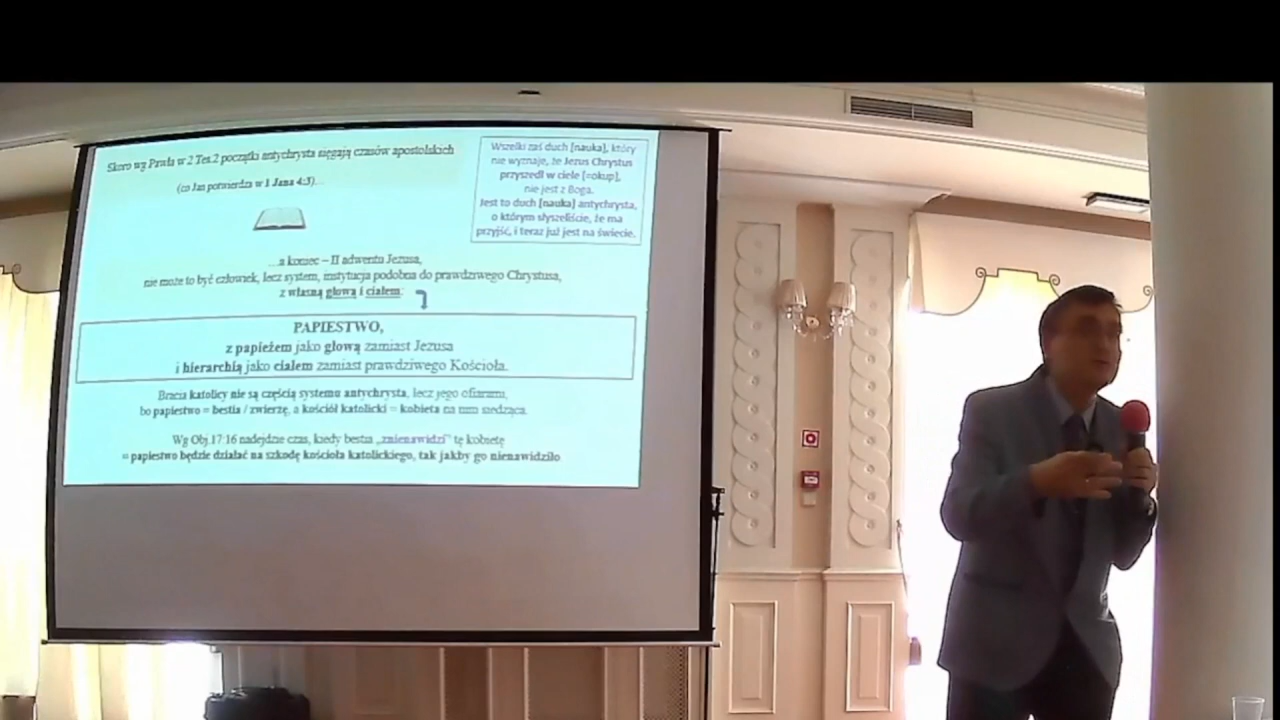 Skoro wg Pawła w 2 Tes.2 początki antychrysta sięgają czasów apostolskich
(co Jan potwierdza w 1 Jana 4:3)...
Wszelki zaś duch [nauka], który
nie wyznaje, że Jezus Chrystus
przyszedł w ciele [=okup],
nie jest z Boga.
Jest to duch [nauka] antychrysta,
o którym słyszeliście, że ma
przyjść, i teraz już jest na świecie.
...a koniec – II adwentu Jezusa,
nie może to być człowiek, lecz system, instytucja podobna do prawdziwego Chrystusa,
z własną głową i ciałem:
PAPIESTWO,
z papieżem jako głową zamiast Jezusa
i hierarchią jako ciałem zamiast prawdziwego Kościoła.
Bracia katolicy nie są częścią systemu antychrysta, lecz jego ofiarami,
bo papiestwo = bestia / zwierzę, a kościół katolicki = kobieta na nim siedząca.
Wg Obj.17:16 nadejdzie czas, kiedy bestia „znienawidzi” tę kobietę
= papiestwo będzie działać na szkodę kościoła katolickiego, tak jakby go nienawidziło.